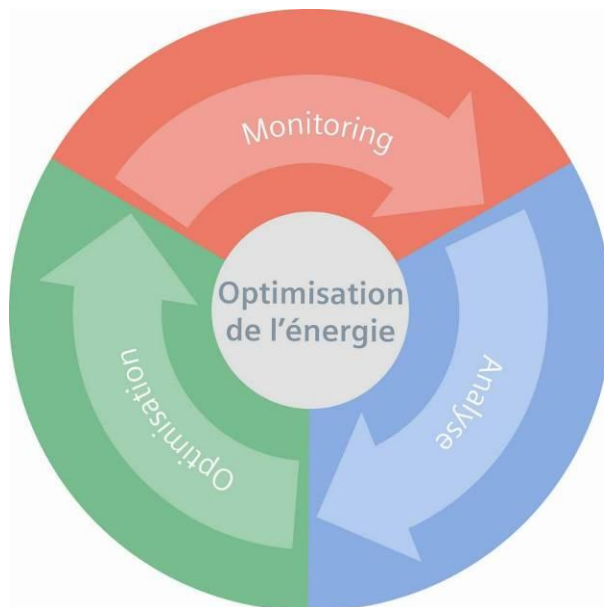 Monitoring
Optimisation
de l'énergie
Analyse
Optimisation